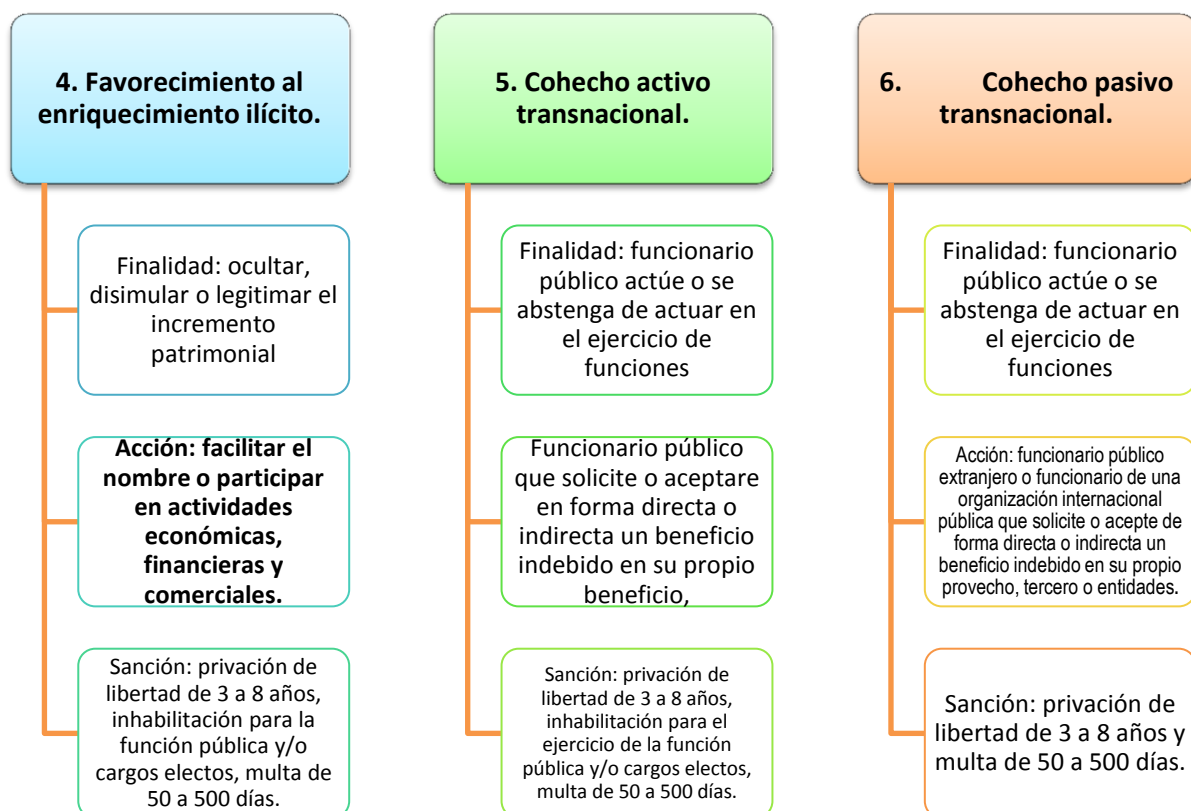 4. Favorecimiento al
enriquecimiento ilícito.
Finalidad: ocultar,
disimular o legitimar el
incremento
patrimonial
Acción: facilitar el
nombre o participar
en actividades
económicas,
financieras y
comerciales.
Sanción: privación de
libertad de 3 a 8 años,
inhabilitación para la
función pública y/o
cargos electos, multa de
50 a 500 días.
5. Cohecho activo
transnacional.
Finalidad: funcionario
público actúe o se
abstenga de actuar en
el ejercicio de
funciones
Funcionario público
que solicite o aceptare
en forma directa o
indirecta un beneficio
indebido en su propio
beneficio,
Sanción: privación de
libertad de 3 a 8 años,
inhabilitación para el
ejercicio de la función
pública y/o cargos electos,
multa de 50 a 500 días.
6. Cohecho pasivo
transnacional.
Finalidad: funcionario
público actúe o se
abstenga de actuar en
el ejercicio de
funciones
Acción: funcionario público
extranjero o funcionario de una
organización internacional
pública que solicite o acepte de
forma directa o indirecta un
beneficio indebido en su propio
provecho, tercero o entidades.
Sanción: privación de
libertad de 3 a 8 años y
multa de 50 a 500 días.